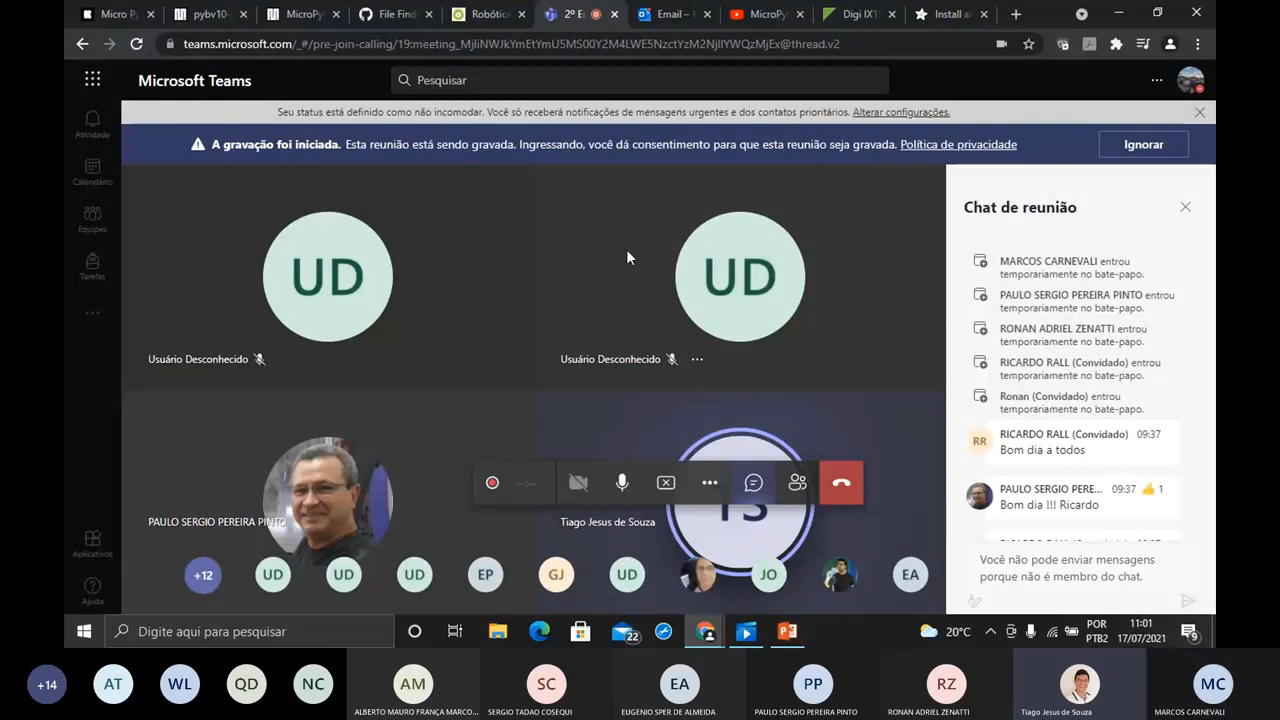 Micro Py
pybv10-
MicroPy
File Find
Robótica
2º E
Email –
MicroPy
Digi IX1
Install a
teams.microsoft.com/_#/pre-join-calling/19:meeting_MjliNWJkYmEtYmU5MS00Y2M4LWE5NzctYzM2NjllYWQzMjEx@thread.v2
Microsoft Teams
Pesquisar
Seu status está definido como não incomodar. Você só receberá notificações de mensagens urgentes e dos contatos prioritários. Alterar configurações.
A gravação foi iniciada. Esta reunião está sendo gravada. Ingressando, você dá consentimento para que esta reunião seja gravada. Política de privacidade
Ignorar
Atividade
Calendário
Equipes
Tarefas
Aplicativos
Ajuda
UD
UD
Usuário Desconhecido
Usuário Desconhecido
PAULO SERGIO PEREIRA PINTO
TS
Tiago Jesus de Souza
+12
UD
UD
UD
EP
GJ
UD
JO
EA
Chat de reunião
MARCOS CARNEVALI entrou
temporariamente no bate-papo.
PAULO SERGIO PEREIRA PINTO entrou
temporariamente no bate-papo.
RONAN ADRIEL ZENATTI entrou
temporariamente no bate-papo.
RICARDO RALL (Convidado) entrou
temporariamente no bate-papo.
Ronan (Convidado) entrou
temporariamente no bate-papo.
RR
RICARDO RALL (Convidado) 09:37
Bom dia a todos
PAULO SERGIO PERE... 09:37 👍 1
Bom dia !!! Ricardo
Você não pode enviar mensagens
porque não é membro do chat.
Digite aqui para pesquisar
22
20°C
POR
PTB2
11:01
17/07/2021
9
+14
AT
WL
QD
NC
AM
ALBERTO MAURO FRANÇA MARCO...
SC
SERGIO TADAO COSEQUI
EA
EUGENIO SPER DE ALMEIDA
PP
PAULO SERGIO PEREIRA PINTO
RZ
RONAN ADRIEL ZENATTI
Tiago Jesus de Souza
MC
MARCOS CARNEVALI